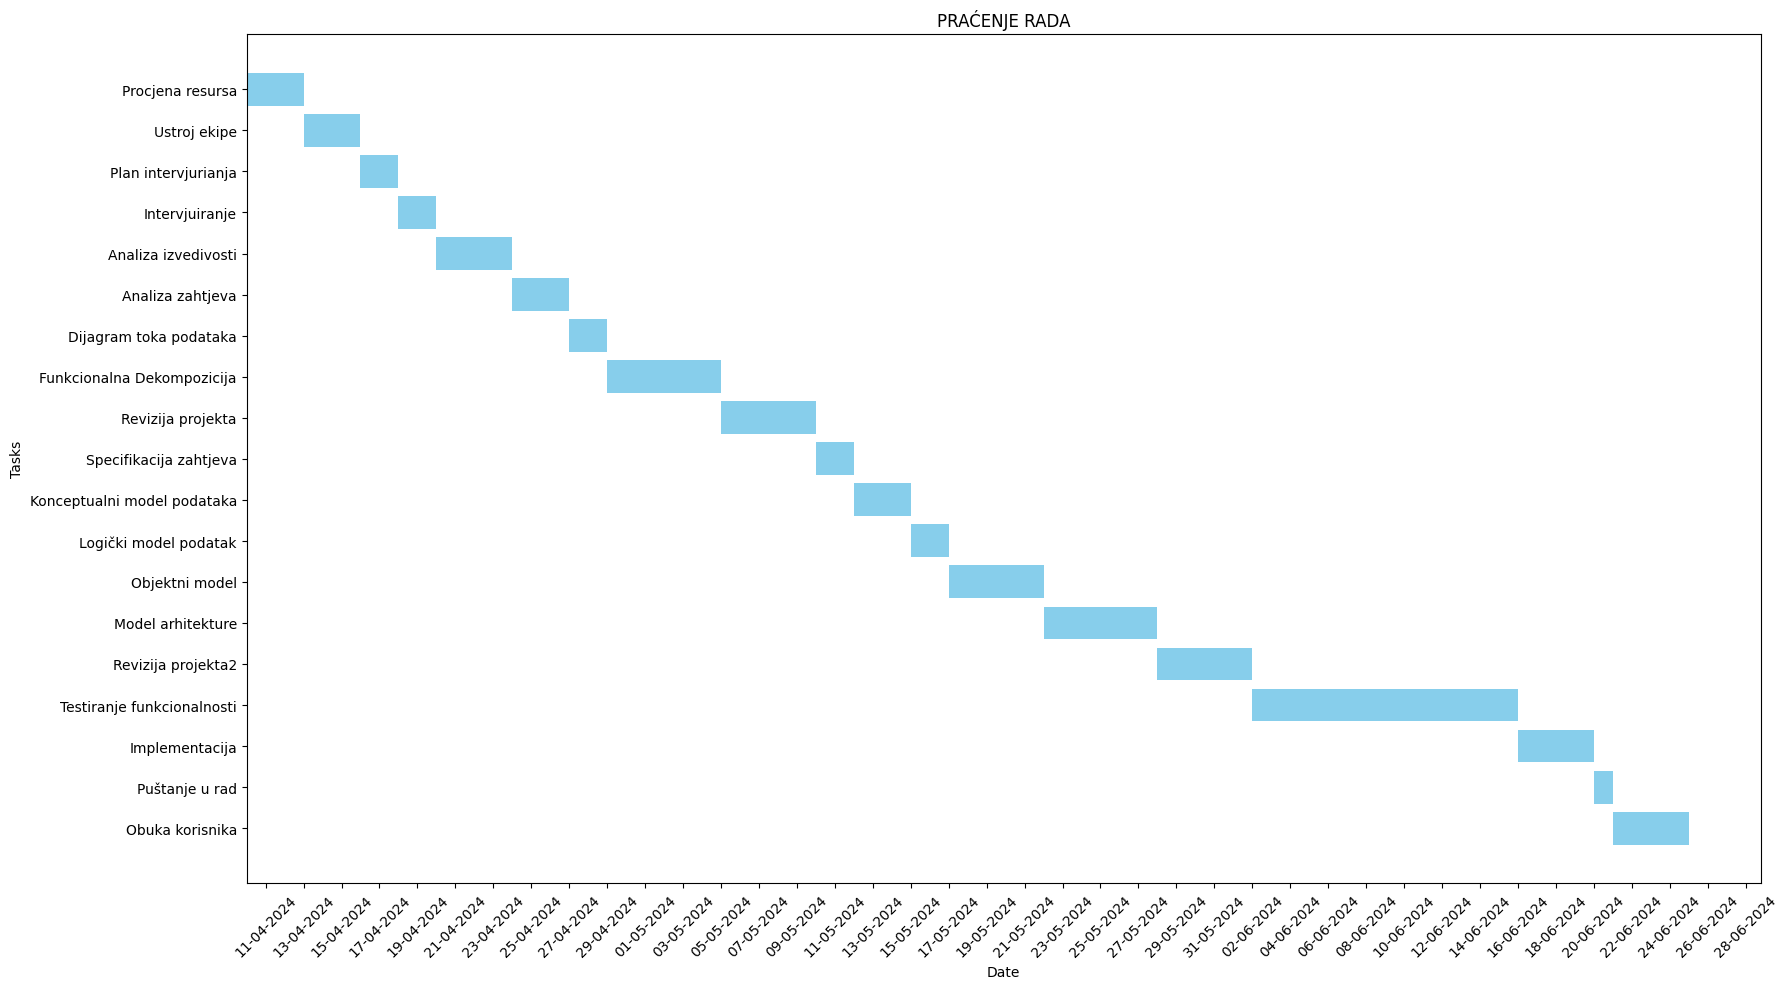 PRAĆENJE RADA
Procjena resursa
Ustroj ekipe
Plan intervjurianja
Intervjuiranje
Analiza izvedivosti
Analiza zahtjeva
Dijagram toka podataka
Funkcionalna Dekompozicija
Revizija projekta
Specifikacija zahtjeva
Konceptualni model podataka
Logički model podatak
Objektni model
Model arhitekture
Revizija projekta2
Testiranje funkcionalnosti
Implementacija
Puštanje u rad
Obuka korisnika
Tasks
11-04-2024
13-04-2024
15-04-2024
17-04-2024
19-04-2024
21-04-2024
23-04-2024
25-04-2024
27-04-2024
29-04-2024
01-05-2024
03-05-2024
05-05-2024
07-05-2024
09-05-2024
11-05-2024
13-05-2024
15-05-2024
17-05-2024
19-05-2024
21-05-2024
23-05-2024
25-05-2024
27-05-2024
29-05-2024
31-05-2024
02-06-2024
04-06-2024
06-06-2024
08-06-2024
10-06-2024
12-06-2024
14-06-2024
16-06-2024
18-06-2024
20-06-2024
22-06-2024
24-06-2024
26-06-2024
28-06-2024
Date